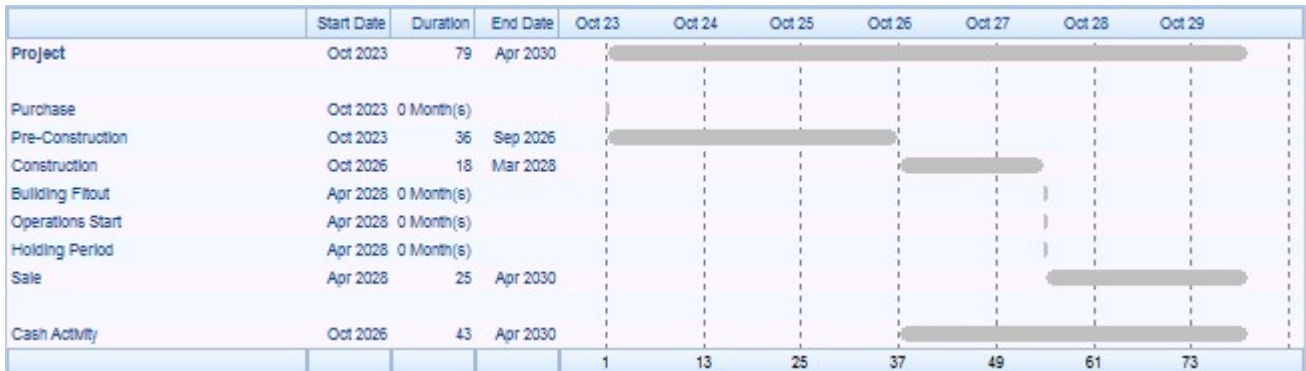 Start Date Duration End Date Oct 23 Oct 24 Oct 25 Oct 26 Oct 27 Oct 28 Oct 29
Project Oct 2023 79 Apr 2030
Purchase Oct 2023 0 Month(s)
Pre-Construction Oct 2023 36 Sep 2026
Construction Oct 2026 18 Mar 2028
Building Fitout Apr 2028 0 Month(s)
Operations Start Apr 2028 0 Month(s)
Holding Period Apr 2028 0 Month(s)
Sale Apr 2028 25 Apr 2030
Cash Activity Oct 2026 43 Apr 2030
1 13 25 37 49 61 73